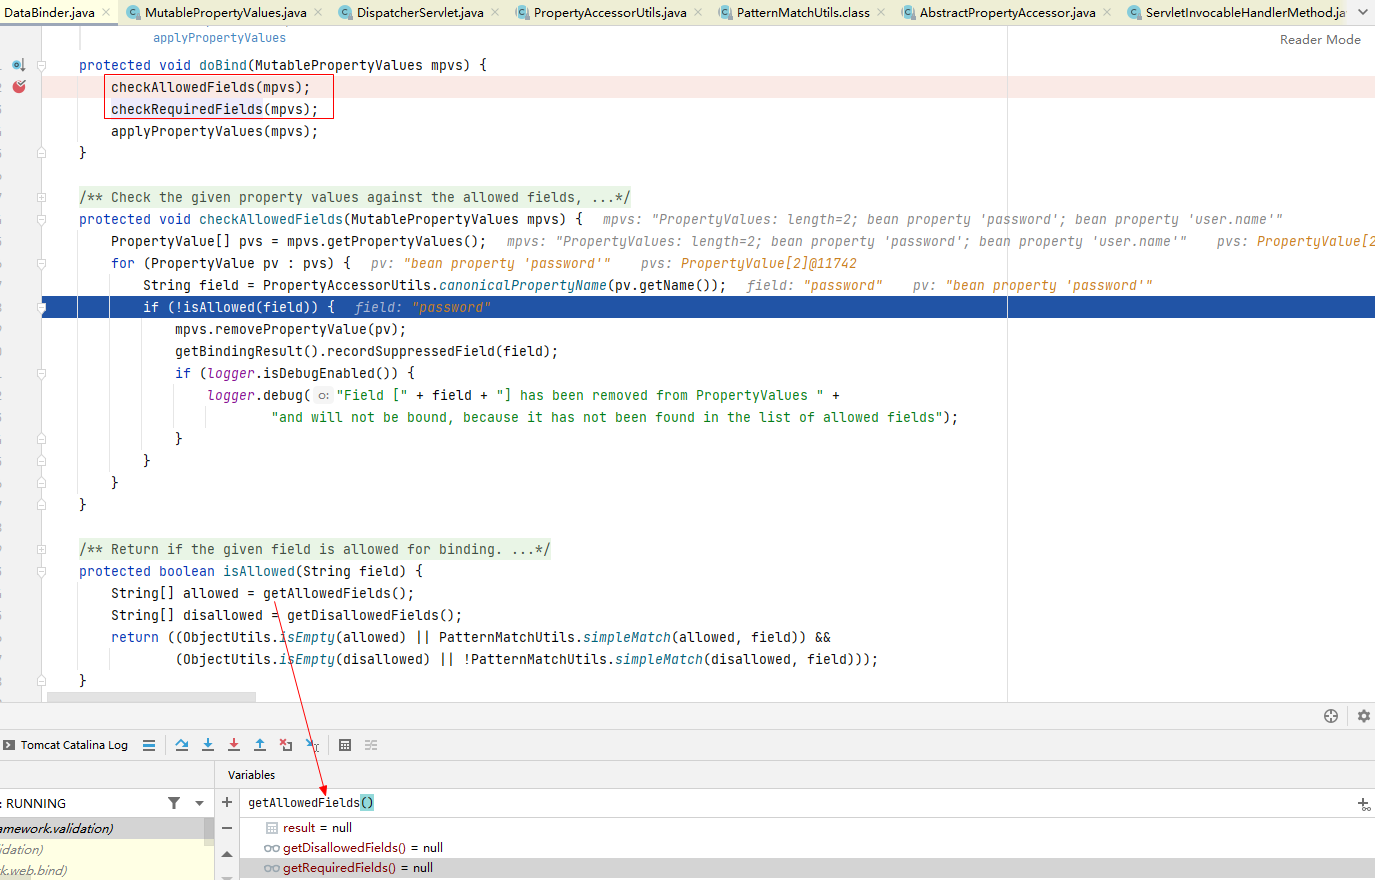 DataBinder.java MutablePropertyValues.java DispatcherServlet.java PropertyAccessorUtils.java PatternMatchUtils.class AbstractPropertyAccessor.java ServletInvocableHandlerMethod.ja
applyPropertyValues
Reader Mode
protected void doBind(MutablePropertyValues mpvs) {
checkAllowedFields(mpvs);
checkRequiredFields(mpvs);
applyPropertyValues(mpvs);
}
/** Check the given property values against the allowed fields, ...*/
protected void checkAllowedFields(MutablePropertyValues mpvs) { mpvs: "PropertyValues: length=2; bean property 'password'; bean property 'user.name'"
PropertyValue[] pvs = mpvs.getPropertyValues(); mpvs: "PropertyValues: length=2; bean property 'password'; bean property 'user.name'" pvs: PropertyValue[2
for (PropertyValue pv : pvs) { pv: "bean property 'password'" pvs: PropertyValue[2]@11742
String field = PropertyAccessorUtils.canonicalPropertyName(pv.getName()); field: "password" pv: "bean property 'password'"
if (!isAllowed(field)) { field: "password"
mpvs.removePropertyValue(pv);
getBindingResult().recordSuppressedField(field);
if (logger.isDebugEnabled()) {
logger.debug( o: "Field [" + field + "] has been removed from PropertyValues " +
"and will not be bound, because it has not been found in the list of allowed fields");
}
}
}
}
/** Return if the given field is allowed for binding. ...*/
protected boolean isAllowed(String field) {
String[] allowed = getAllowedFields();
String[] disallowed = getDisallowedFields();
return ((ObjectUtils.isEmpty(allowed) || PatternMatchUtils.simpleMatch(allowed, field)) &&
(ObjectUtils.isEmpty(disallowed) || !PatternMatchUtils.simpleMatch(disallowed, field)));
}
Tomcat Catalina Log
Variables
: RUNNING
getAllowedFields()
amework.validation)
result = null
idation)
getDisallowedFields() = null
k.web.bind)
getRequiredFields() = null